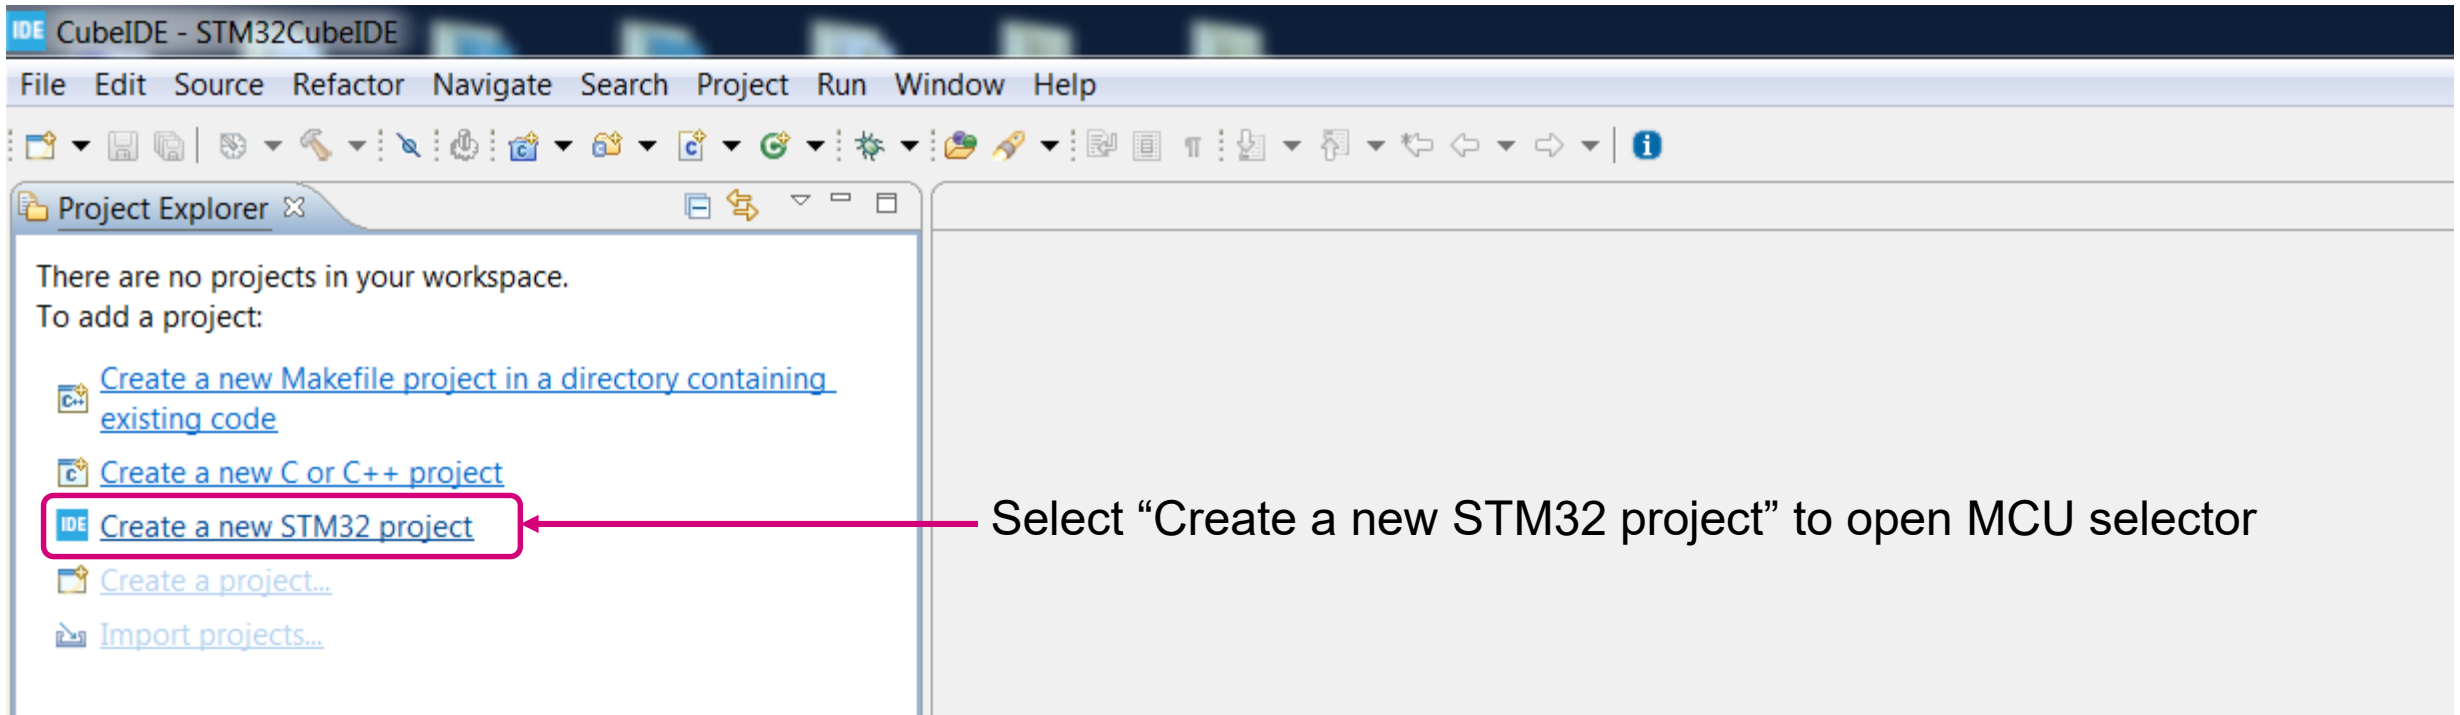 IDE CubeIDE - STM32CubeIDE
File Edit Source Refactor Navigate Search Project Run Window Help
Project Explorer
There are no projects in your workspace.
To add a project:
Create a new Makefile project in a directory containing
existing code
Create a new C or C++ project
IDE Create a new STM32 project
Select “Create a new STM32 project” to open MCU selector
Create a project...
Import projects...